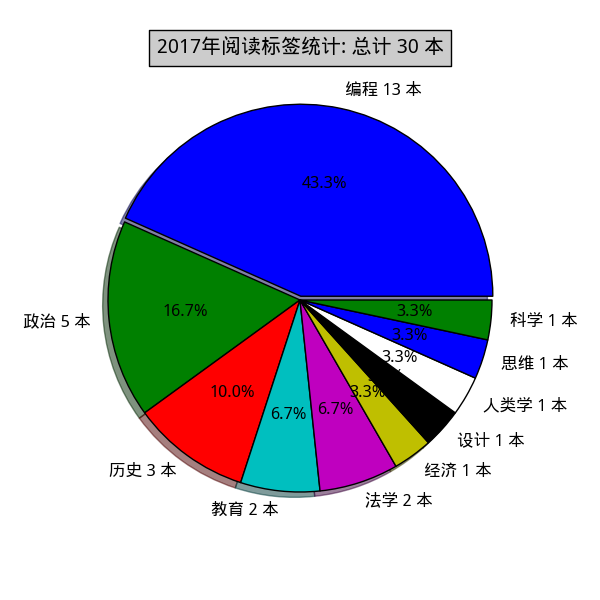 2017年阅读标签统计: 总计 30 本
编程 13 本
43.3%
政治 5 本
16.7%
历史 3 本
10.0%
教育 2 本
6.7%
法学 2 本
6.7%
经济 1 本
3.3%
设计 1 本
人类学 1 本
3.3%
思维 1 本
3.3%
科学 1 本
3.3%